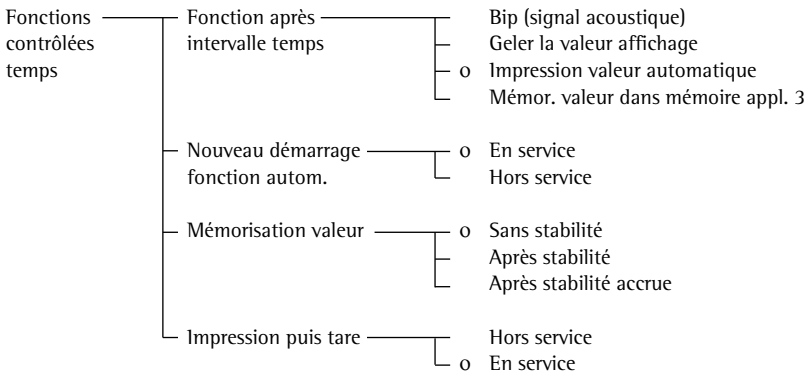 Fonctions Fonction après Bip (signal acoustique)
contrôlées intervalle temps Geler la valeur affichage
temps o Impression valeur automatique
Mémor. valeur dans mémoire appl. 3
Nouveau démarrage o En service
fonction autom. Hors service
Mémorisation valeur o Sans stabilité
Après stabilité
Après stabilité accrue
Impression puis tare Hors service
o En service